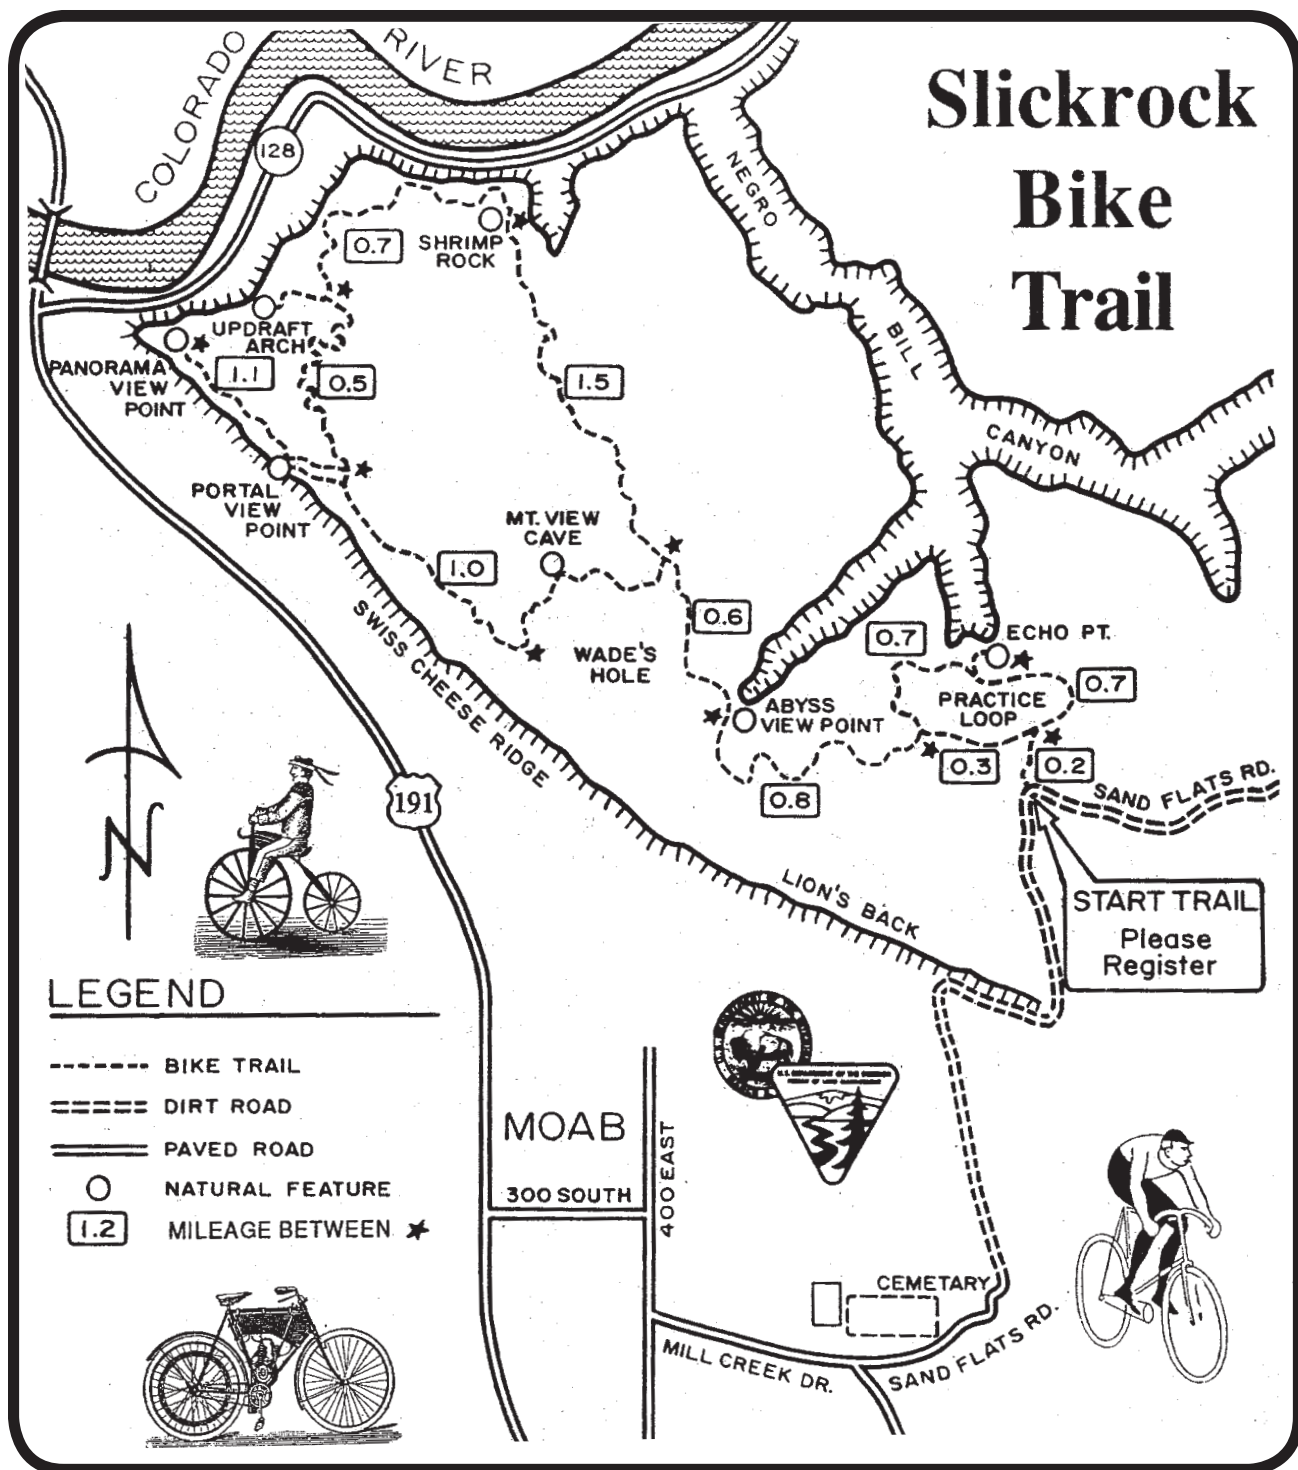 Slickrock
Bike
Trail
COLORADO
RIVER
128
NEGRO
BILL
CANYON
0.7
SHRIMP
ROCK
UPDRAFT
ARCH
PANORAMA
VIEW
POINT
1.1
0.5
1.5
PORTAL
VIEW
POINT
MT. VIEW
CAVE
1.0
0.6
WADE'S
HOLE
SWISS CHEESE RIDGE
0.7
ECHO PT.
0.7
PRACTICE
LOOP
ABYSS
VIEW POINT
0.3
0.2
0.8
SAND FLATS RD.
191
N
LION'S BACK
START TRAIL
Please
Register
LEGEND
BIKE TRAIL
DIRT ROAD
PAVED ROAD
NATURAL FEATURE
1.2
MILEAGE BETWEEN
MOAB
300 SOUTH
400 EAST
CEMETARY
MILL CREEK DR.
SAND FLATS RD.